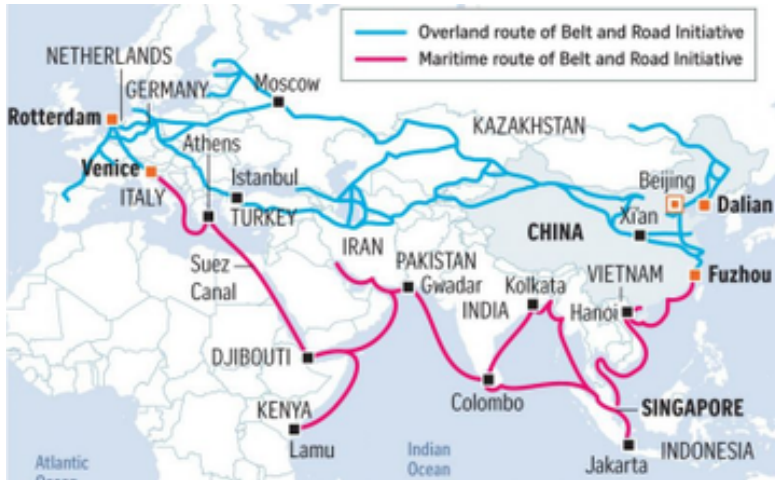 Overland route of Belt and Road Initiative
Maritime route of Belt and Road Initiative
NETHERLANDS
GERMANY
Moscow
Rotterdam
Athens
KAZAKHSTAN
Venice
Istanbul
Beijing
ITALY
TURKEY
Xi'an
Dalian
CHINA
IRAN
Suez
Canal
PAKISTAN
Gwadar
Kolkata
VIETNAM
Fuzhou
INDIA
Hanoi
DJIBOUTI
Colombo
SINGAPORE
KENYA
Lamu
Indian
Ocean
Jakarta
INDONESIA
Atlantic